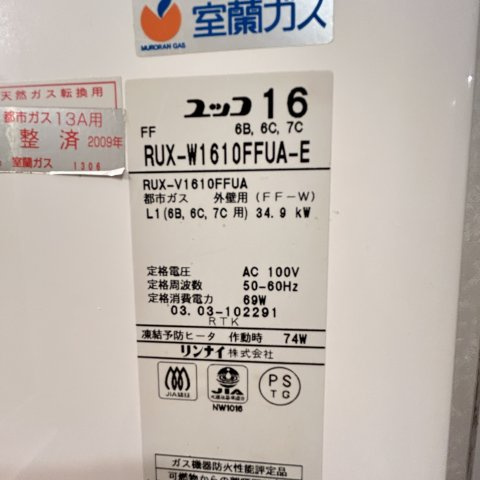 室蘭ガス
MURORAN GAS
天然ガス転換用
都市ガス 13A用
整 済 2009年
室蘭ガス 1306
ユッコ 16
FF 6B, 6C, 7C
RUX-W1610FFUA-E
RUX-V1610FFUA
都市ガス 外壁用 (FF-W)
L1 (6B, 6C, 7C 用) 34.9 kW
定格電圧 AC 100V
定格周波数 50-60Hz
定格消費電力 69W
03.03-102291
RTK
凍結予防ヒータ 作動時 74W
リンナイ株式会社
JIA
PS
TG
NW1016
ガス機器防火性能評定品